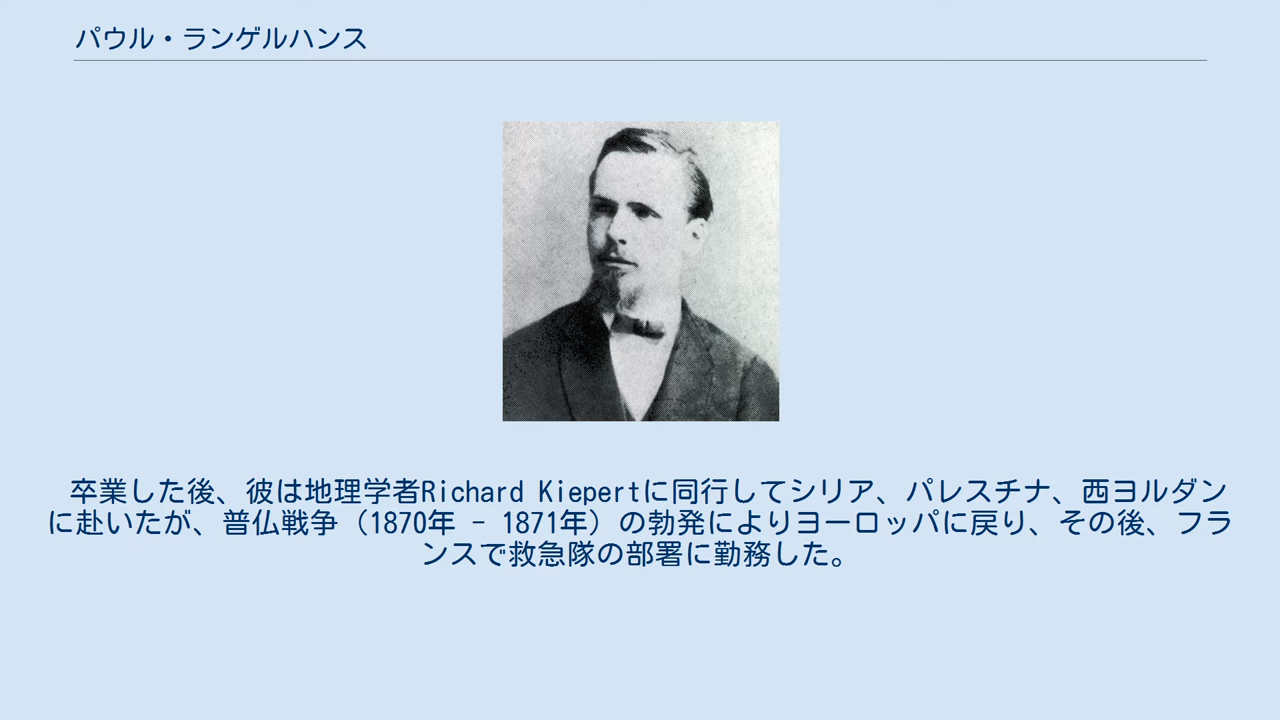 パウル・ランゲルハンス
卒業した後、彼は地理学者Richard Kiepertに同行してシリア、パレスチナ、西ヨルダン
に赴いたが、普仏戦争（1870年 - 1871年）の勃発によりヨーロッパに戻り、その後、フラ
ンスで救急隊の部署に勤務した。